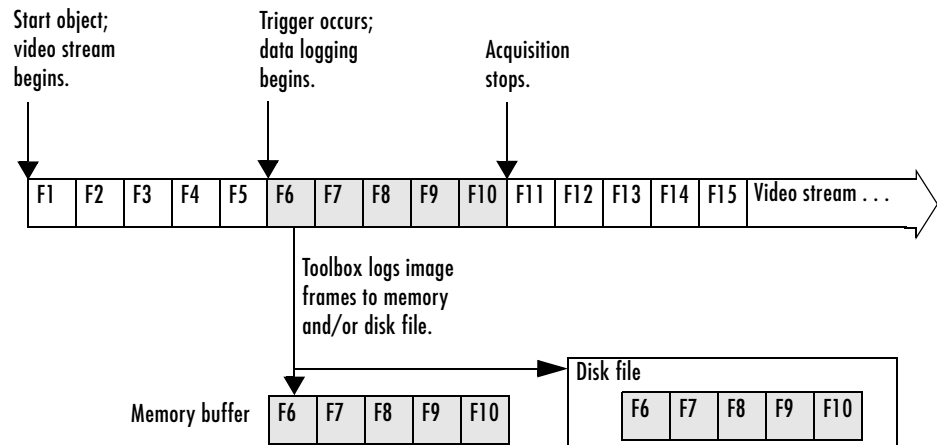 Start object;
video stream
begins.
Trigger occurs;
data logging
begins.
Acquisition
stops.
F1 F2 F3 F4 F5 F6 F7 F8 F9 F10 F11 F12 F13 F14 F15 Video stream . . .
Toolbox logs image
frames to memory
and/or disk file.
Disk file
Memory buffer F6 F7 F8 F9 F10
F6 F7 F8 F9 F10